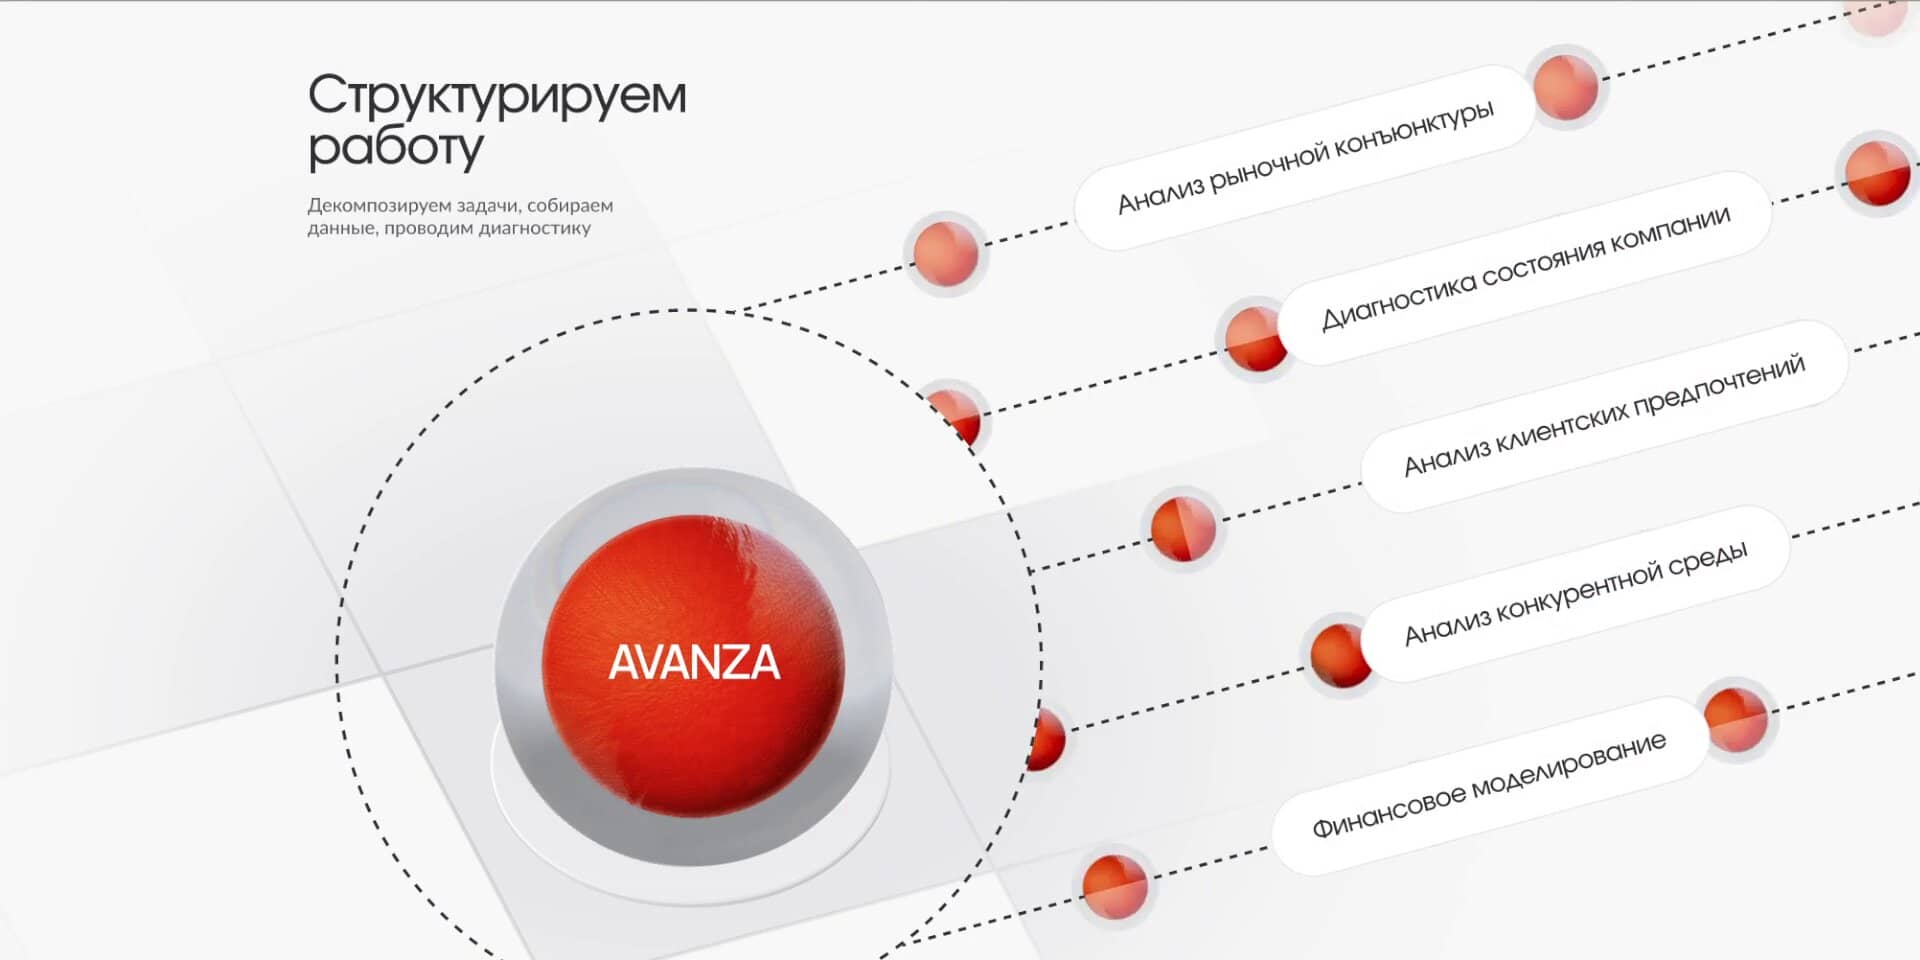 Структурируем
работу
Декомпозируем задачи, собираем
данные, проводим диагностику
Анализ рыночной конъюнктуры
Диагностика состояния компании
Анализ клиентских предпочтений
Анализ конкурентной среды
Финансовое моделирование
AVANZA